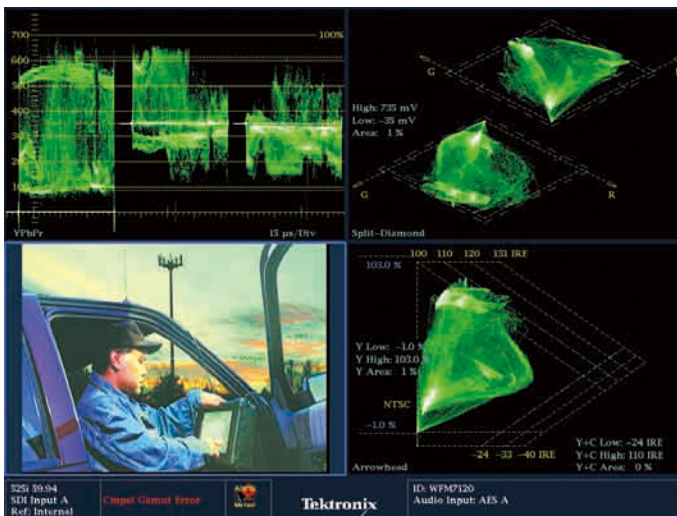 700
600
500
400
300
200
100
100%
YPbPr
15 µs/Div
G
High: 735 mV
Low: -35 mV
Area: 1 %
G
R
Split-Diamond
100 110 120 131 IRE
103.0 %
Y Low: -1.0 %
Y High: 103.0 %
Y Area: 1 %
NTSC
-1.0 %
-24 -33 -40 IRE
Arrowhead
Y+C Low: -24 IRE
Y+C High: 110 IRE
Y+C Area: 0 %
525i 59.94
SDI Input A
Ref: Internal
Cmpst Gamut Error
Tektronix
ID: WFM7120
Audio Input: AES A